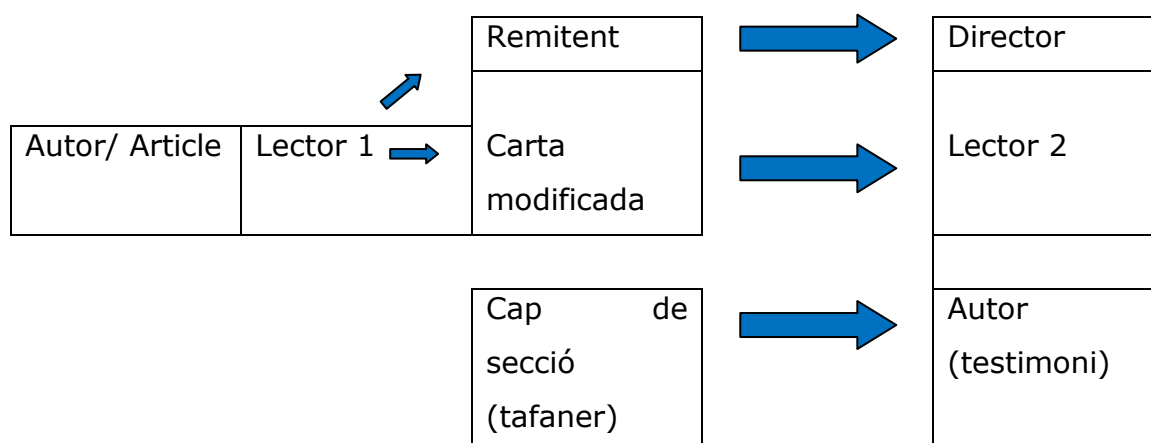 Remitent
Director
Autor/ Article
Lector 1
Carta
modificada
Lector 2
Cap de
secció
(tafaner)
Autor
(testimoni)